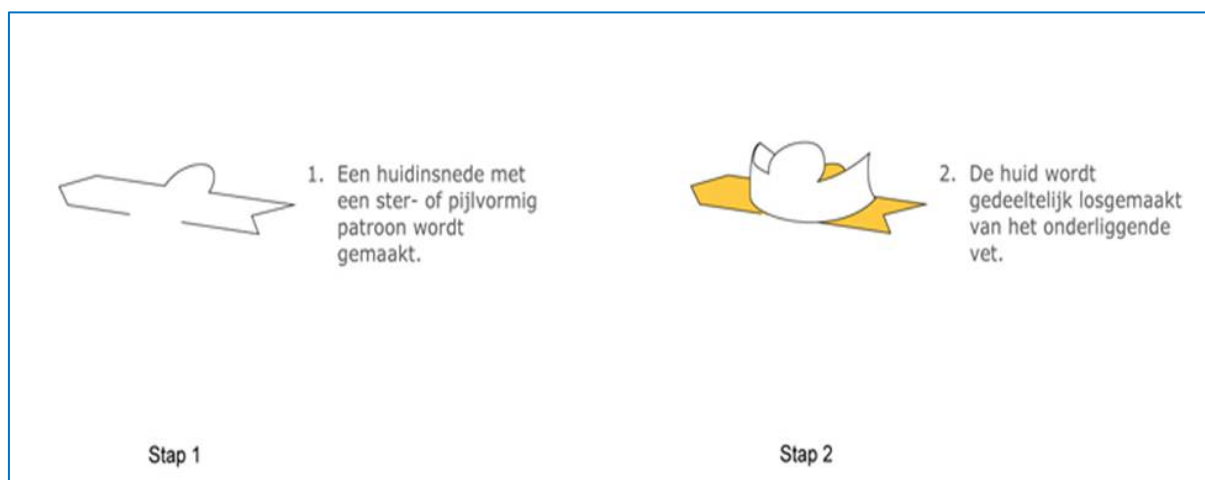 1. Een huidinsnede met
een ster- of pijlvormig
patroon wordt
gemaakt.
Stap 1
2. De huid wordt
gedeeltelijk losgemaakt
van het onderliggende
vet.
Stap 2